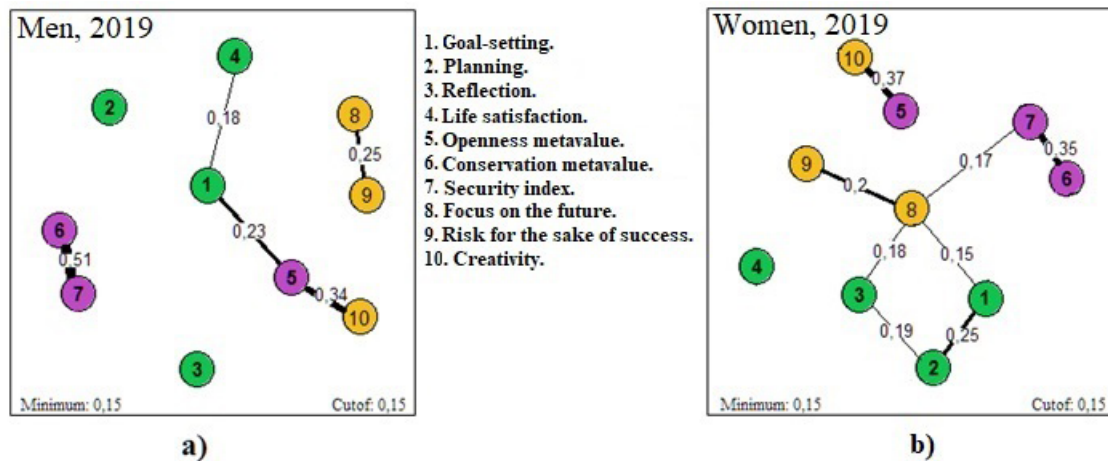 Men, 2019
4
2
0,18
8
0,25
9
1
0,23
6
0,51
7
5
0,34
10
3
Minimum: 0,15
Cutof: 0,15
a)
1. Goal-setting.
2. Planning.
3. Reflection.
4. Life satisfaction.
5. Openness metavalue.
6. Conservation metavalue.
7. Security index.
8. Focus on the future.
9. Risk for the sake of success.
10. Creativity.
Women, 2019
10
0,37
5
7
0,35
6
0,17
9
0,2
8
0,18
0,15
4
3
1
0,19
0,25
2
Minimum: 0,15
Cutof: 0,15
b)